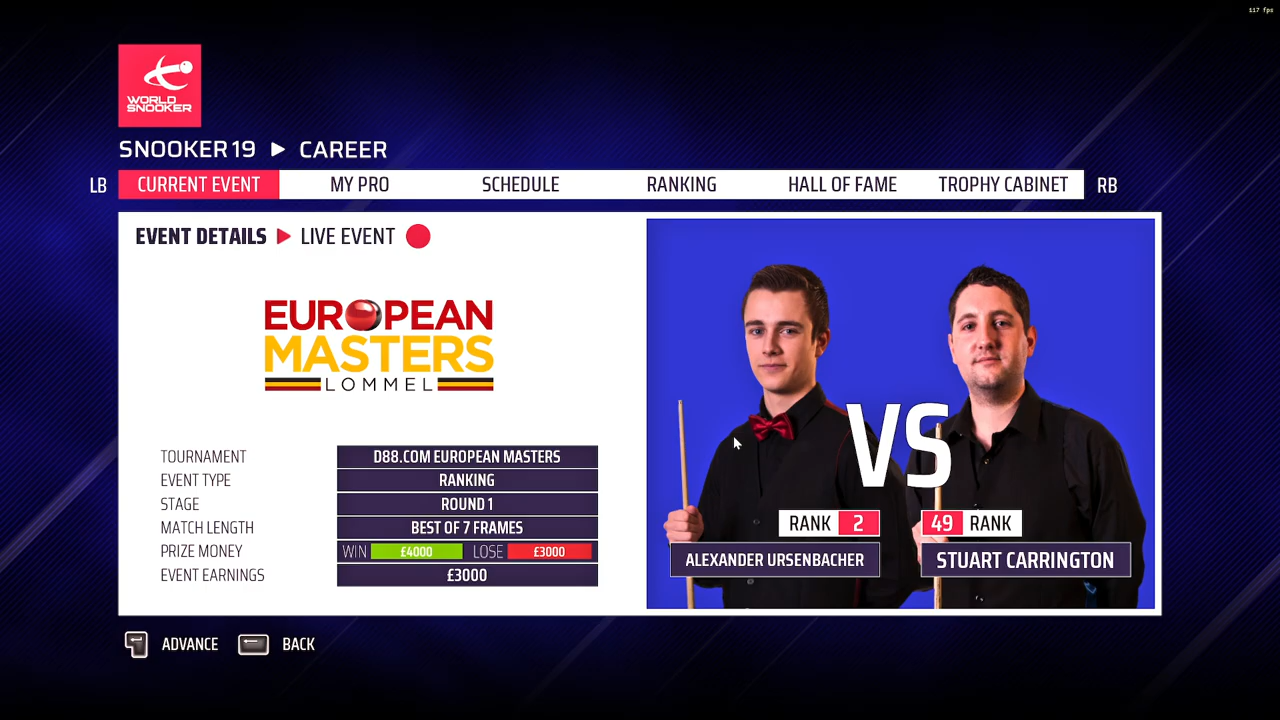 117 fps
WORLD
SNOOKER
SNOOKER 19 ▶ CAREER
LB CURRENT EVENT MY PRO SCHEDULE RANKING HALL OF FAME TROPHY CABINET RB
EVENT DETAILS ▶ LIVE EVENT
EUROPEAN
MASTERS
LOMMEL
TOURNAMENT D88.COM EUROPEAN MASTERS
EVENT TYPE RANKING
STAGE ROUND 1
MATCH LENGTH BEST OF 7 FRAMES
PRIZE MONEY WIN £4000 LOSE £3000
EVENT EARNINGS £3000
VS
RANK 2 49 RANK
ALEXANDER URSENBACHER STUART CARRINGTON
ADVANCE BACK